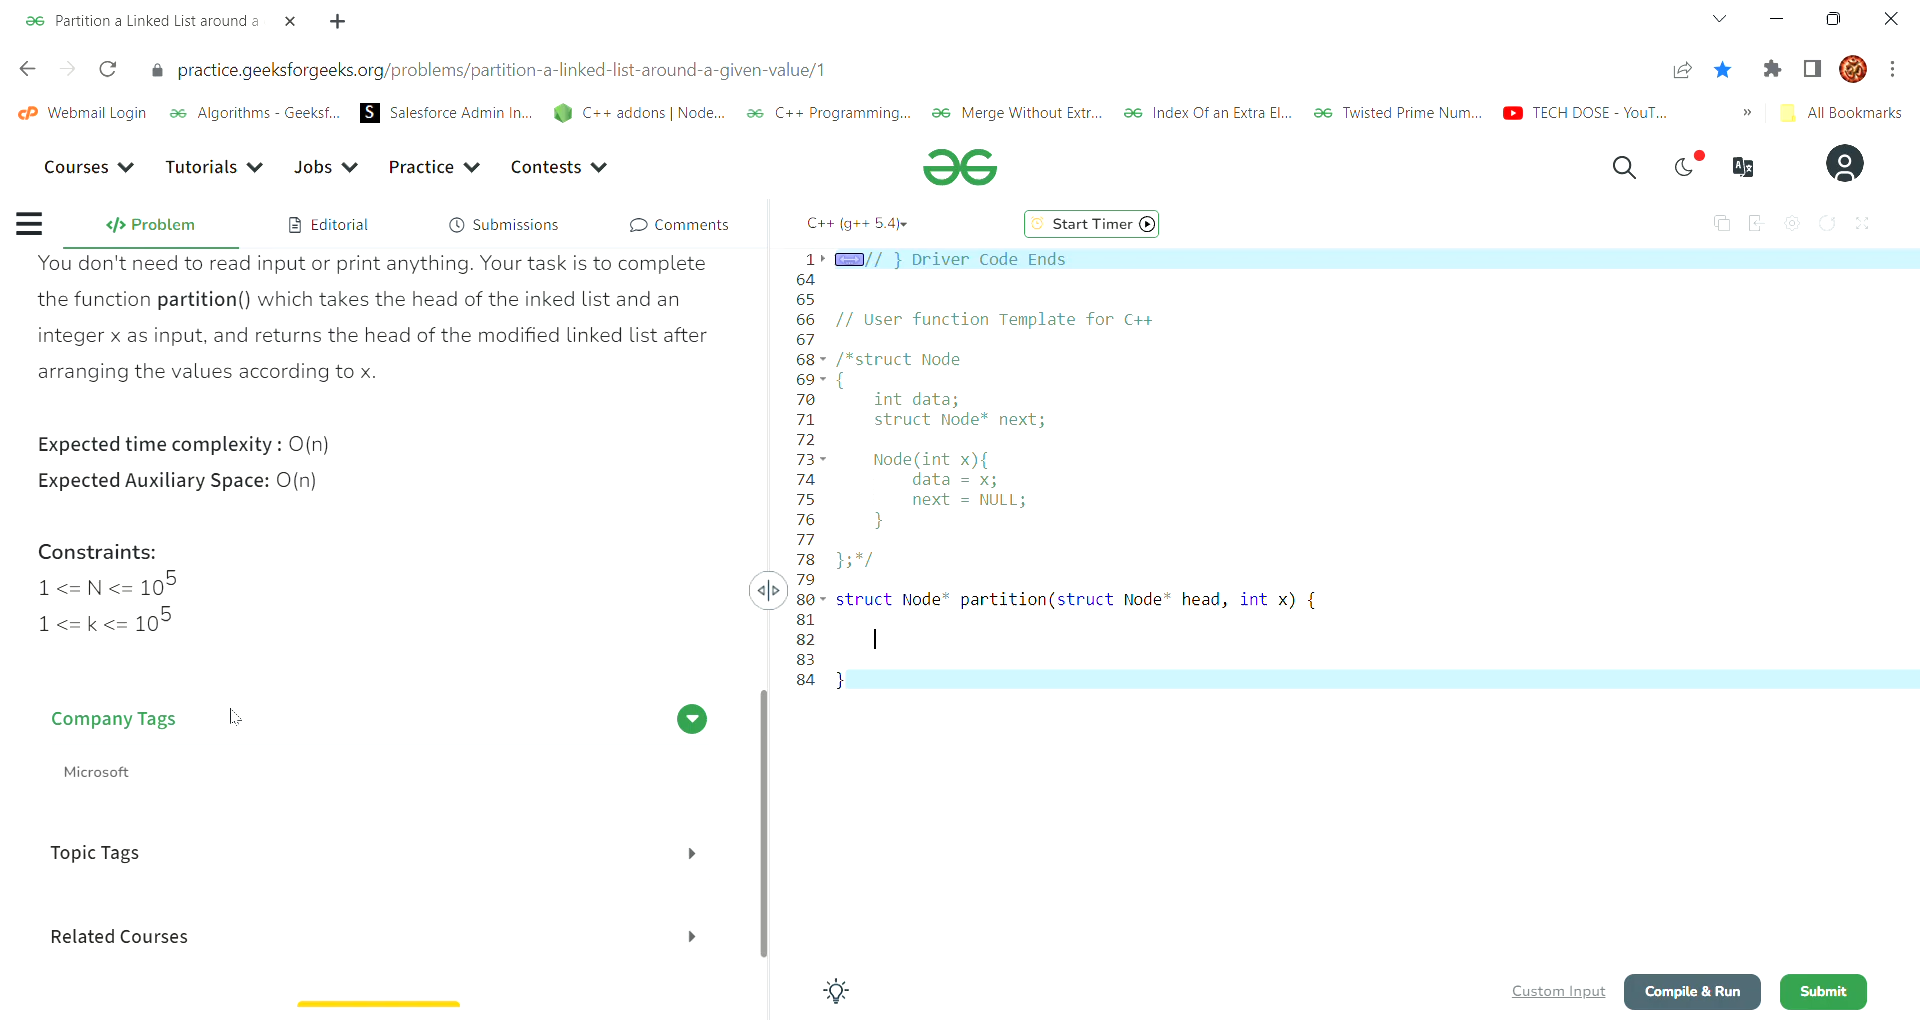 Partition a Linked List around a
practice.geeksforgeeks.org/problems/partition-a-linked-list-around-a-given-value/1
Webmail Login
Algorithms - Geeksf...
Salesforce Admin In...
C++ addons | Node...
C++ Programming,...
Merge Without Extr...
Index Of an Extra El...
Twisted Prime Num...
TECH DOSE - YouT...
»
All Bookmarks
Courses
Tutorials
Jobs
Practice
Contests
</> Problem
Editorial
Submissions
Comments
C++ (g++ 5.4)
Start Timer
You don't need to read input or print anything. Your task is to complete
the function partition() which takes the head of the inked list and an
integer x as input, and returns the head of the modified linked list after
arranging the values according to x.
Expected time complexity : O(n)
Expected Auxiliary Space: O(n)
Constraints:
1 <= N <= 10^5
1 <= k <= 10^5
Company Tags
Microsoft
Topic Tags
Related Courses
1 // } Driver Code Ends
64
65
66 // User function Template for C++
67
68 /*struct Node
69 {
70 int data;
71 struct Node* next;
72
73 Node(int x){
74 data = x;
75 next = NULL;
76 }
77
78 };*/
79
80 struct Node* partition(struct Node* head, int x) {
81
82
83
84 }
Custom Input
Compile & Run
Submit